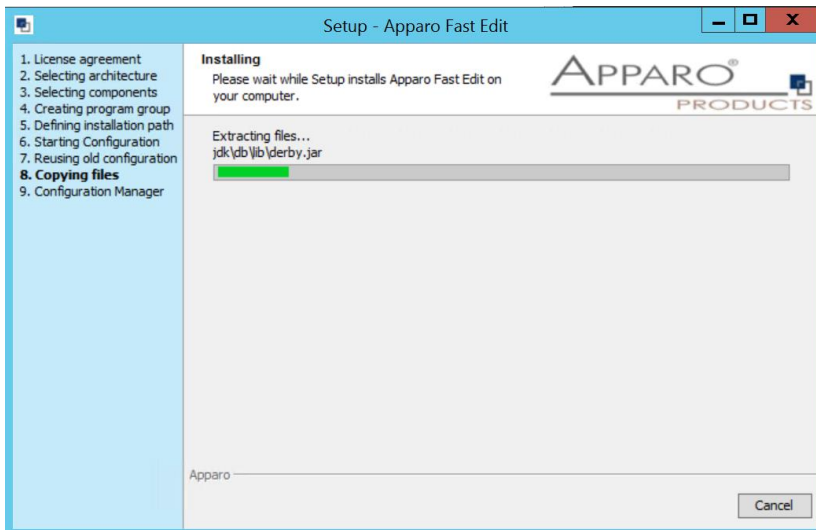 Setup - Apparo Fast Edit
1. License agreement
2. Selecting architecture
3. Selecting components
4. Creating program group
5. Defining installation path
6. Starting Configuration
7. Reusing old configuration
8. Copying files
9. Configuration Manager
Installing
Please wait while Setup installs Apparo Fast Edit on
your computer.
APPARO®
PRODUCTS
Extracting files...
jdk\db\lib\derby.jar
Apparo
Cancel